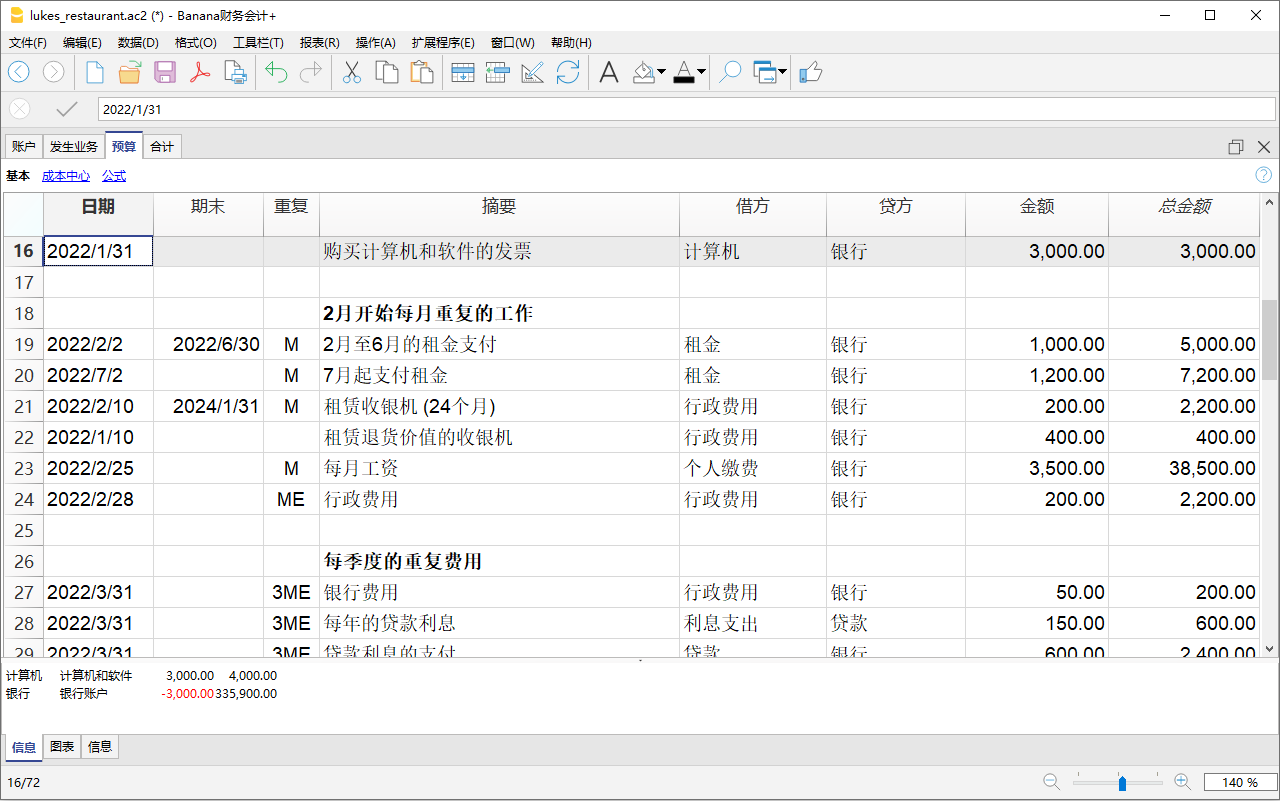 lukes_restaurant.ac2 (*) - Banana财务会计+
文件(F) 编辑(E) 数据(D) 格式(O) 工具栏(T) 报表(R) 操作(A) 扩展程序(E) 窗口(W) 帮助(H)
2022/1/31
账户 发生业务 预算 合计
基本 成本中心 公式
日期 期末 重复 摘要 借方 贷方 金额 总金额
16 2022/1/31 购买计算机和软件的发票 计算机 银行 3,000.00 3,000.00
17
18 2月开始每月重复的工作
19 2022/2/2 2022/6/30 M 2月至6月的租金支付 租金 银行 1,000.00 5,000.00
20 2022/7/2 M 7月起支付租金 租金 银行 1,200.00 7,200.00
21 2022/2/10 2024/1/31 M 租赁收银机 (24个月) 行政费用 银行 200.00 2,200.00
22 2022/1/10 租赁退货价值的收银机 行政费用 银行 400.00 400.00
23 2022/2/25 M 每月工资 个人缴费 银行 3,500.00 38,500.00
24 2022/2/28 ME 行政费用 行政费用 银行 200.00 2,200.00
25
26 每季度的重复费用
27 2022/3/31 3ME 银行费用 行政费用 银行 50.00 200.00
28 2022/3/31 3ME 每年的贷款利息 利息支出 贷款 150.00 600.00
29 2022/3/31 3ME 贷款利息的支付 贷款 银行 600.00 2,400.00
计算机 计算机和软件 3,000.00 4,000.00
银行 银行账户 -3,000.00 335,900.00
信息 图表 信息
16/72 140 %